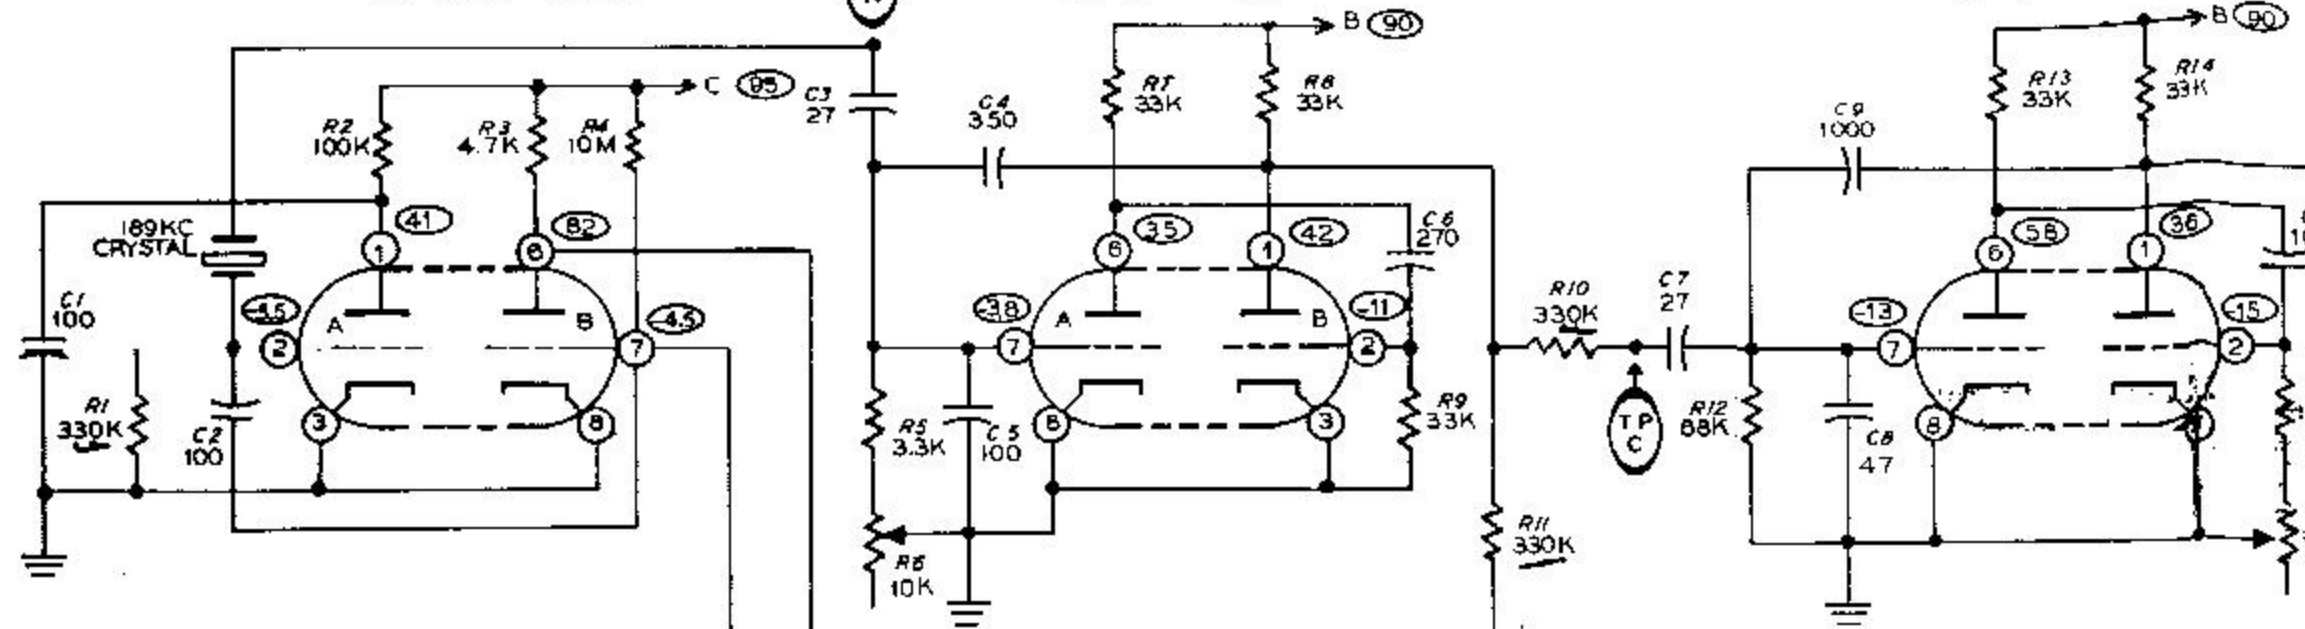 C 95
R2
100K
R3
4.7K
R4
10M
41
82
189KC
CRYSTAL
1
6
C1
100
-4.5
2
A
B
7
R1
330K
C2
100
3
8
C3
27
C4
350
B 90
R7
33K
R8
33K
35
42
C6
270
6
1
-3.8
7
A
B
2
-11
R5
3.3K
C5
100
8
3
R9
33K
R6
10K
R10
330K
C7
27
TP
C
R11
330K
B 90
R13
33K
R14
33K
C9
1000
58
36
6
1
-13
7
2
-15
R12
68K
C8
47
8